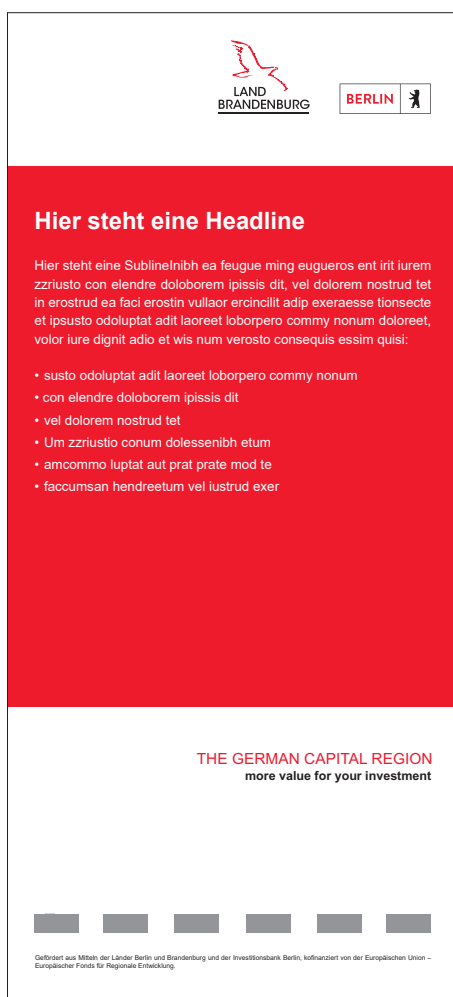 LAND
BRANDENBURG
BERLIN
Hier steht eine Headline
Hier steht eine SublineInibh ea feugue ming eugueros ent irit iurem
zzriusto con elendre doloborem ipissis dit, vel dolorem nostrud tet
in erostrud ea faci erostin vullaor ercincilit adip exeraesse tionsecte
et ipsusto odoluptat adit laoreet loborpero commy nonum doloreet,
volor iure dignit adio et wis num verosto consequis essim quisi:
• susto odoluptat adit laoreet loborpero commy nonum
• con elendre doloborem ipissis dit
• vel dolorem nostrud tet
• Um zzriustio conum dolessenibh etum
• amcommo luptat aut prat prate mod te
• faccumsan hendreetum vel iustrud exer
THE GERMAN CAPITAL REGION
more value for your investment
Gefördert aus Mitteln der Länder Berlin und Brandenburg und der Investitionsbank Berlin, kofinanziert von der Europäischen Union –
Europäischer Fonds für Regionale Entwicklung.